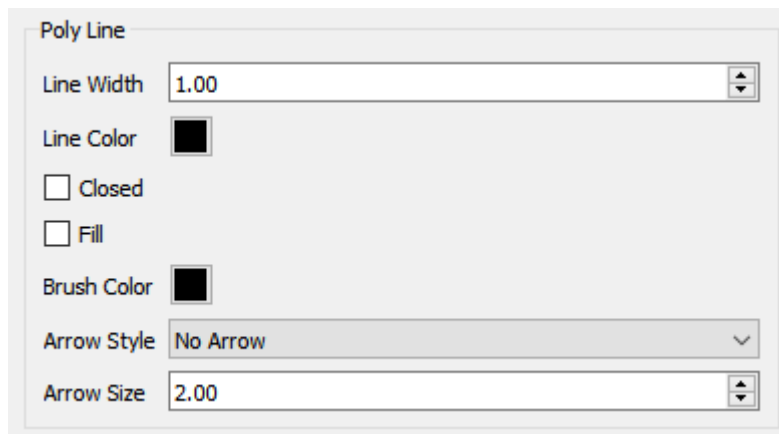 Poly Line
Line Width 1.00
Line Color
Closed
Fill
Brush Color
Arrow Style No Arrow
Arrow Size 2.00